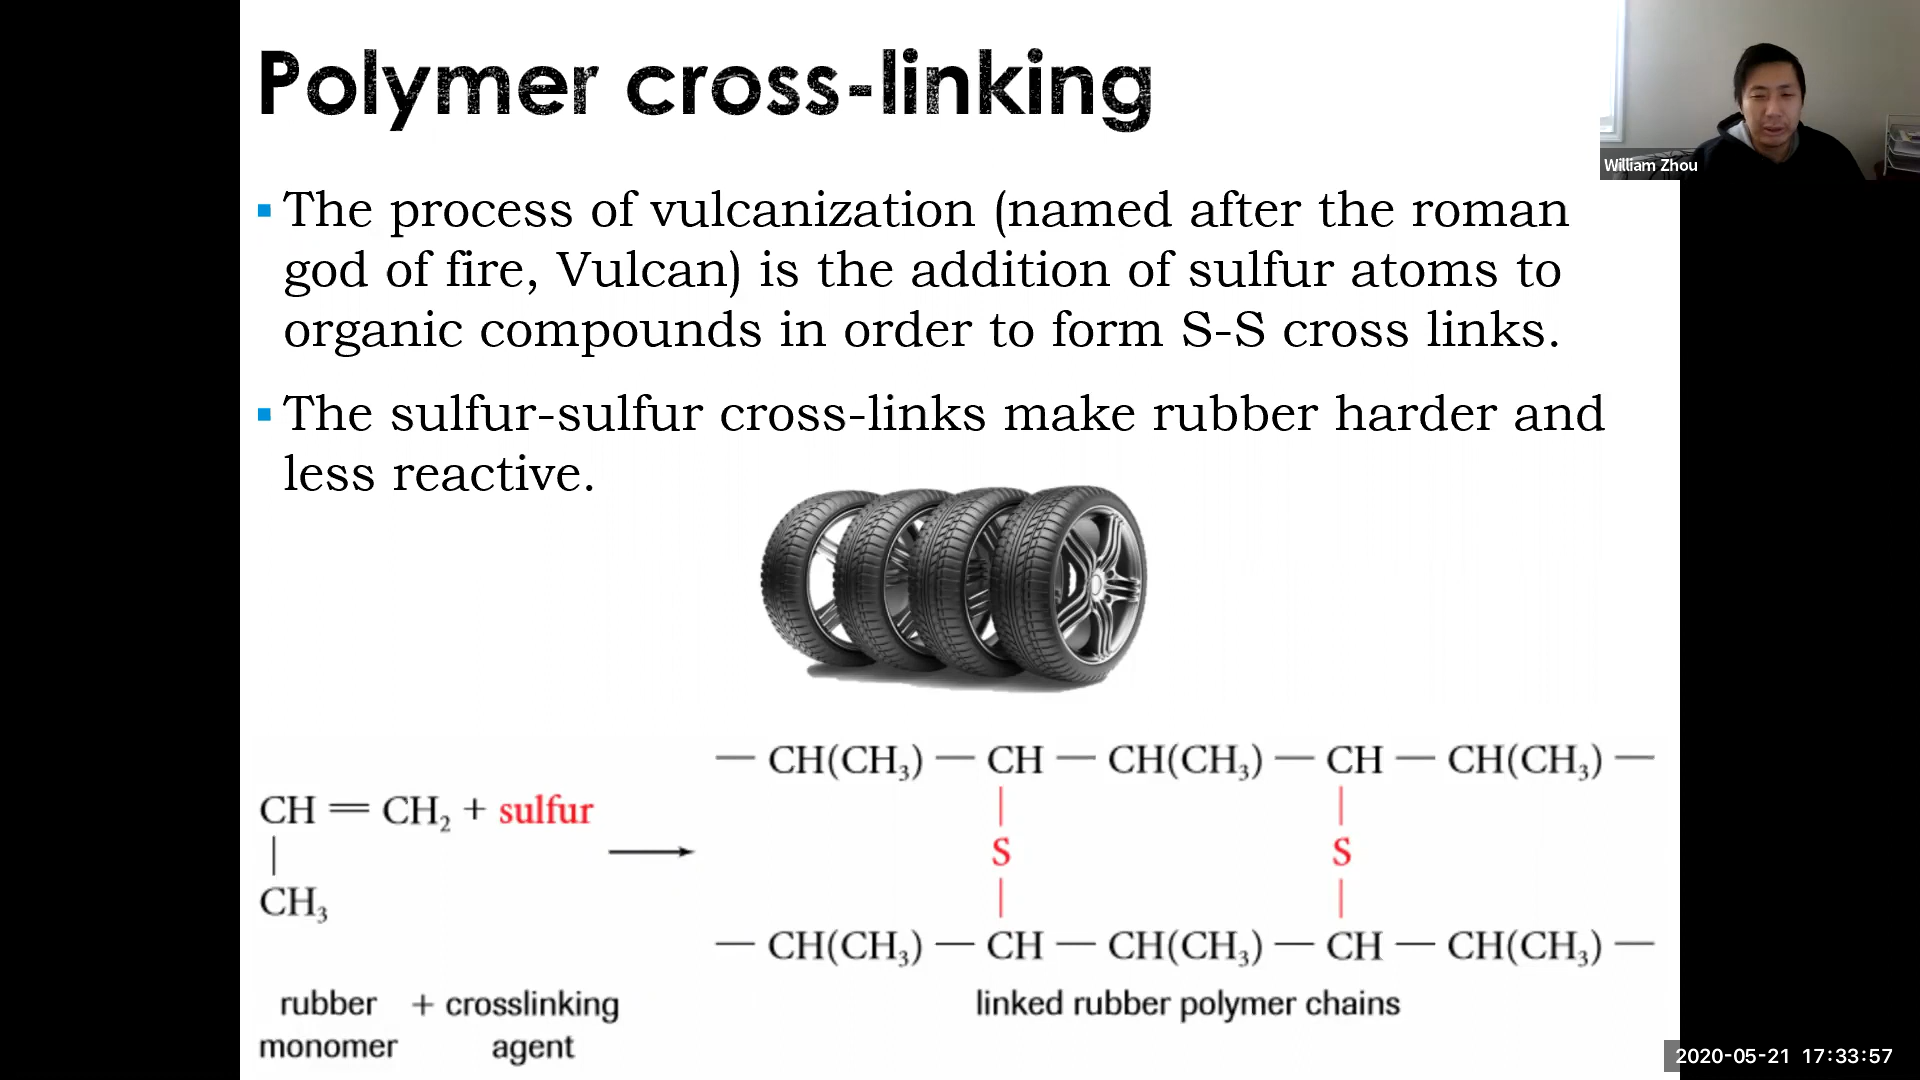 Polymer cross-linking
William Zhou
▪ The process of vulcanization (named after the roman
god of fire, Vulcan) is the addition of sulfur atoms to
organic compounds in order to form S-S cross links.
▪ The sulfur-sulfur cross-links make rubber harder and
less reactive.
— CH(CH₃) — CH — CH(CH₃) — CH — CH(CH₃) —
CH = CH₂ + sulfur
|
CH₃
| |
S S
| |
— CH(CH₃) — CH — CH(CH₃) — CH — CH(CH₃) —
rubber + crosslinking
monomer agent
linked rubber polymer chains
2020-05-21 17:33:57